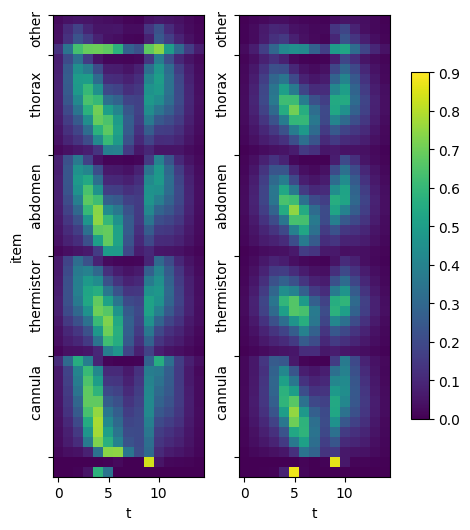 other
thorax
abdomen
thermistor
cannula
item
0
5
10
t
other
thorax
abdomen
thermistor
cannula
0
5
10
t
0.9
0.8
0.7
0.6
0.5
0.4
0.3
0.2
0.1
0.0